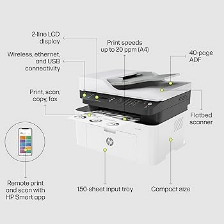 2-line LCD
display
Print speeds
up to 20 ppm (A4)
Wireless, ethernet,
and USB
connectivity
40-page
ADF
Print, scan,
copy, fax
Flatbed
scanner
hp
Remote print
and scan with
HP Smart app
150-sheet input tray
Compact size